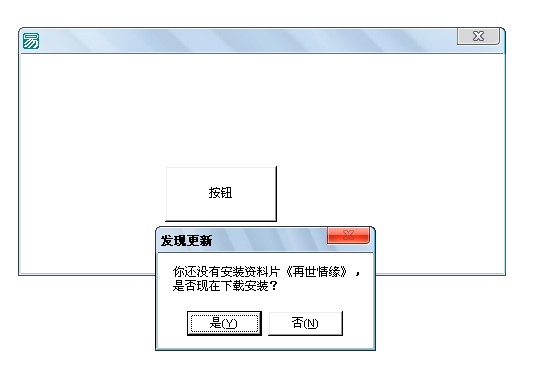 按钮
发现更新
你还没有安装资料片《再世情缘》，
是否现在下载安装？
是(Y)
否(N)